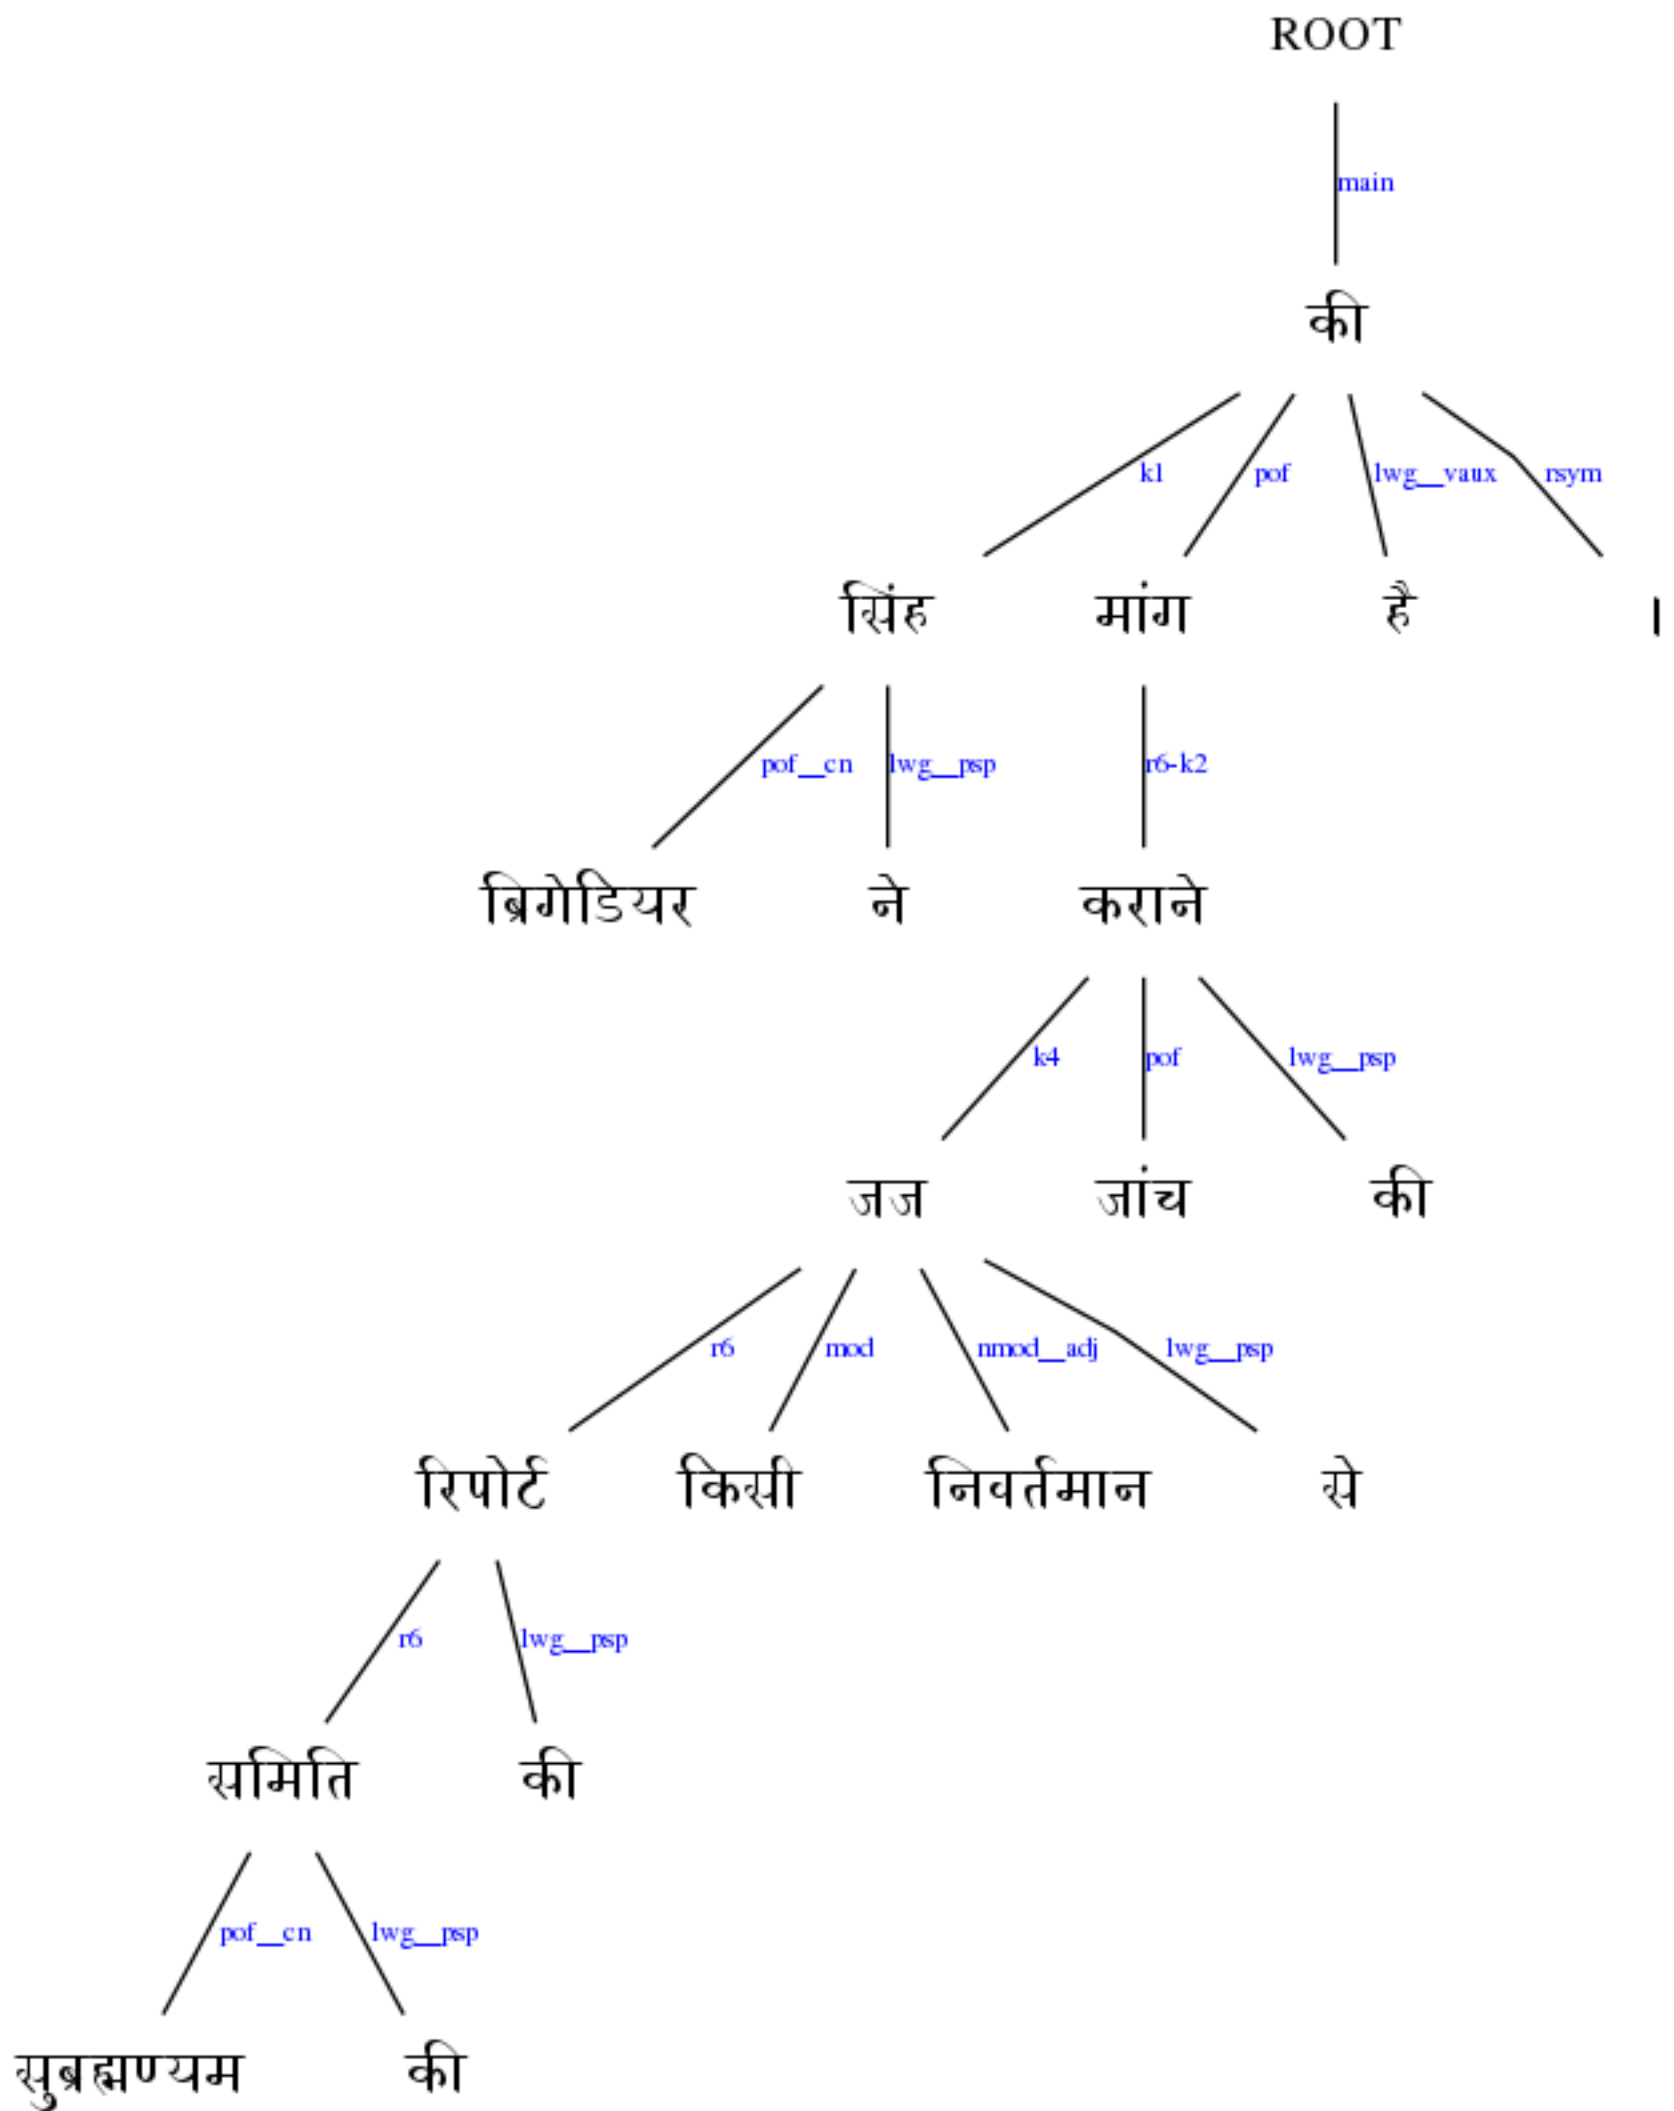 ROOT
main
की
k1 pof lwg__vaux rsym
सिंह मांग है ।
pof__cn lwg__psp r6-k2
ब्रिगेडियर ने कराने
k4 pof lwg__psp
जज जांच की
r6 mod nmod__adj lwg__psp
रिपोर्ट किसी निवर्तमान से
r6 lwg__psp
समिति की
pof__cn lwg__psp
सुब्रह्मण्यम की